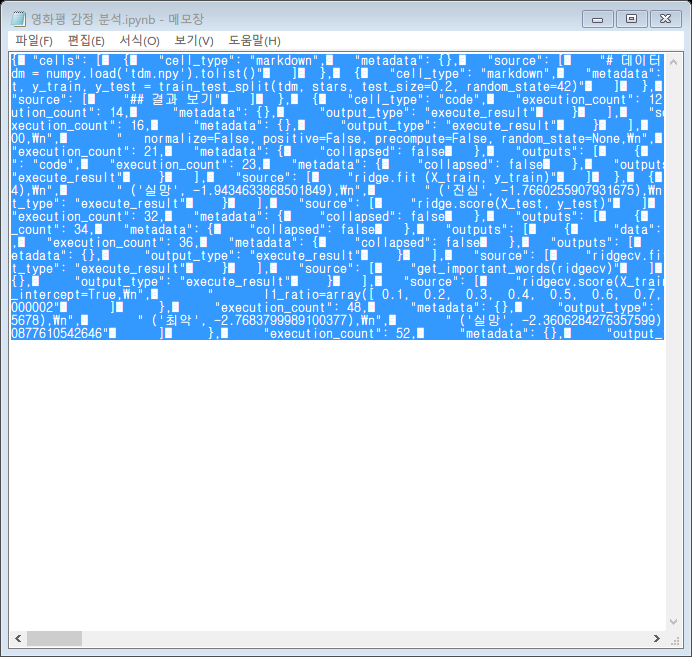 영화평 감정 분석.ipynb - 메모장
파일(F) 편집(E) 서식(O) 보기(V) 도움말(H)
{ "cells": [ { "cell_type": "markdown", "metadata": {}, "source": [ "# 데이터
dm = numpy.load('tdm.npy').tolist()" ] }, { "cell_type": "markdown", "metadata":
t, y_train, y_test = train_test_split(tdm, stars, test_size=0.2, random_state=42)" ] },
"source": [ "## 결과 보기" ] }, { "cell_type": "code", "execution_count": 12
ution_count": 14, "metadata": {}, "output_type": "execute_result" } ], "so
xecution_count": 16, "metadata": {}, "output_type": "execute_result" } ],
00,₩n", " normalize=False, positive=False, precompute=False, random_state=None,₩n",
execution_count": 21, "metadata": { "collapsed": false }, "outputs": [ {
": "code", "execution_count": 23, "metadata": { "collapsed": false }, "outputs
"execute_result" } ], "source": [ "ridge.fit (X_train, y_train)" ] }, {
4),₩n", " ('실망', -1.9434633868501849),₩n", " ('진심', -1.7660255907931675),₩n
t_type": "execute_result" } ], "source": [ "ridge.score(X_test, y_test)" ]
"execution_count": 32, "metadata": { "collapsed": false }, "outputs": [ {
_count": 34, "metadata": { "collapsed": false }, "outputs": [ { "data":
, "execution_count": 36, "metadata": { "collapsed": false }, "outputs": [
etadata": {}, "output_type": "execute_result" } ], "source": [ "ridgecv.fi
t_type": "execute_result" } ], "source": [ "get_important_words(ridgecv)" ]
{}, "output_type": "execute_result" } ], "source": [ "ridgecv.score(X_trai
_intercept=True,₩n", " l1_ratio=array([ 0.1, 0.2, 0.3, 0.4, 0.5, 0.6, 0.7,
000002" ] }, "execution_count": 48, "metadata": {}, "output_type":
5678),₩n", " ('최악', -2.7683799989100377),₩n", " ('실망', -2.3606284276357599)
0877610542646" ] }, "execution_count": 52, "metadata": {}, "output_